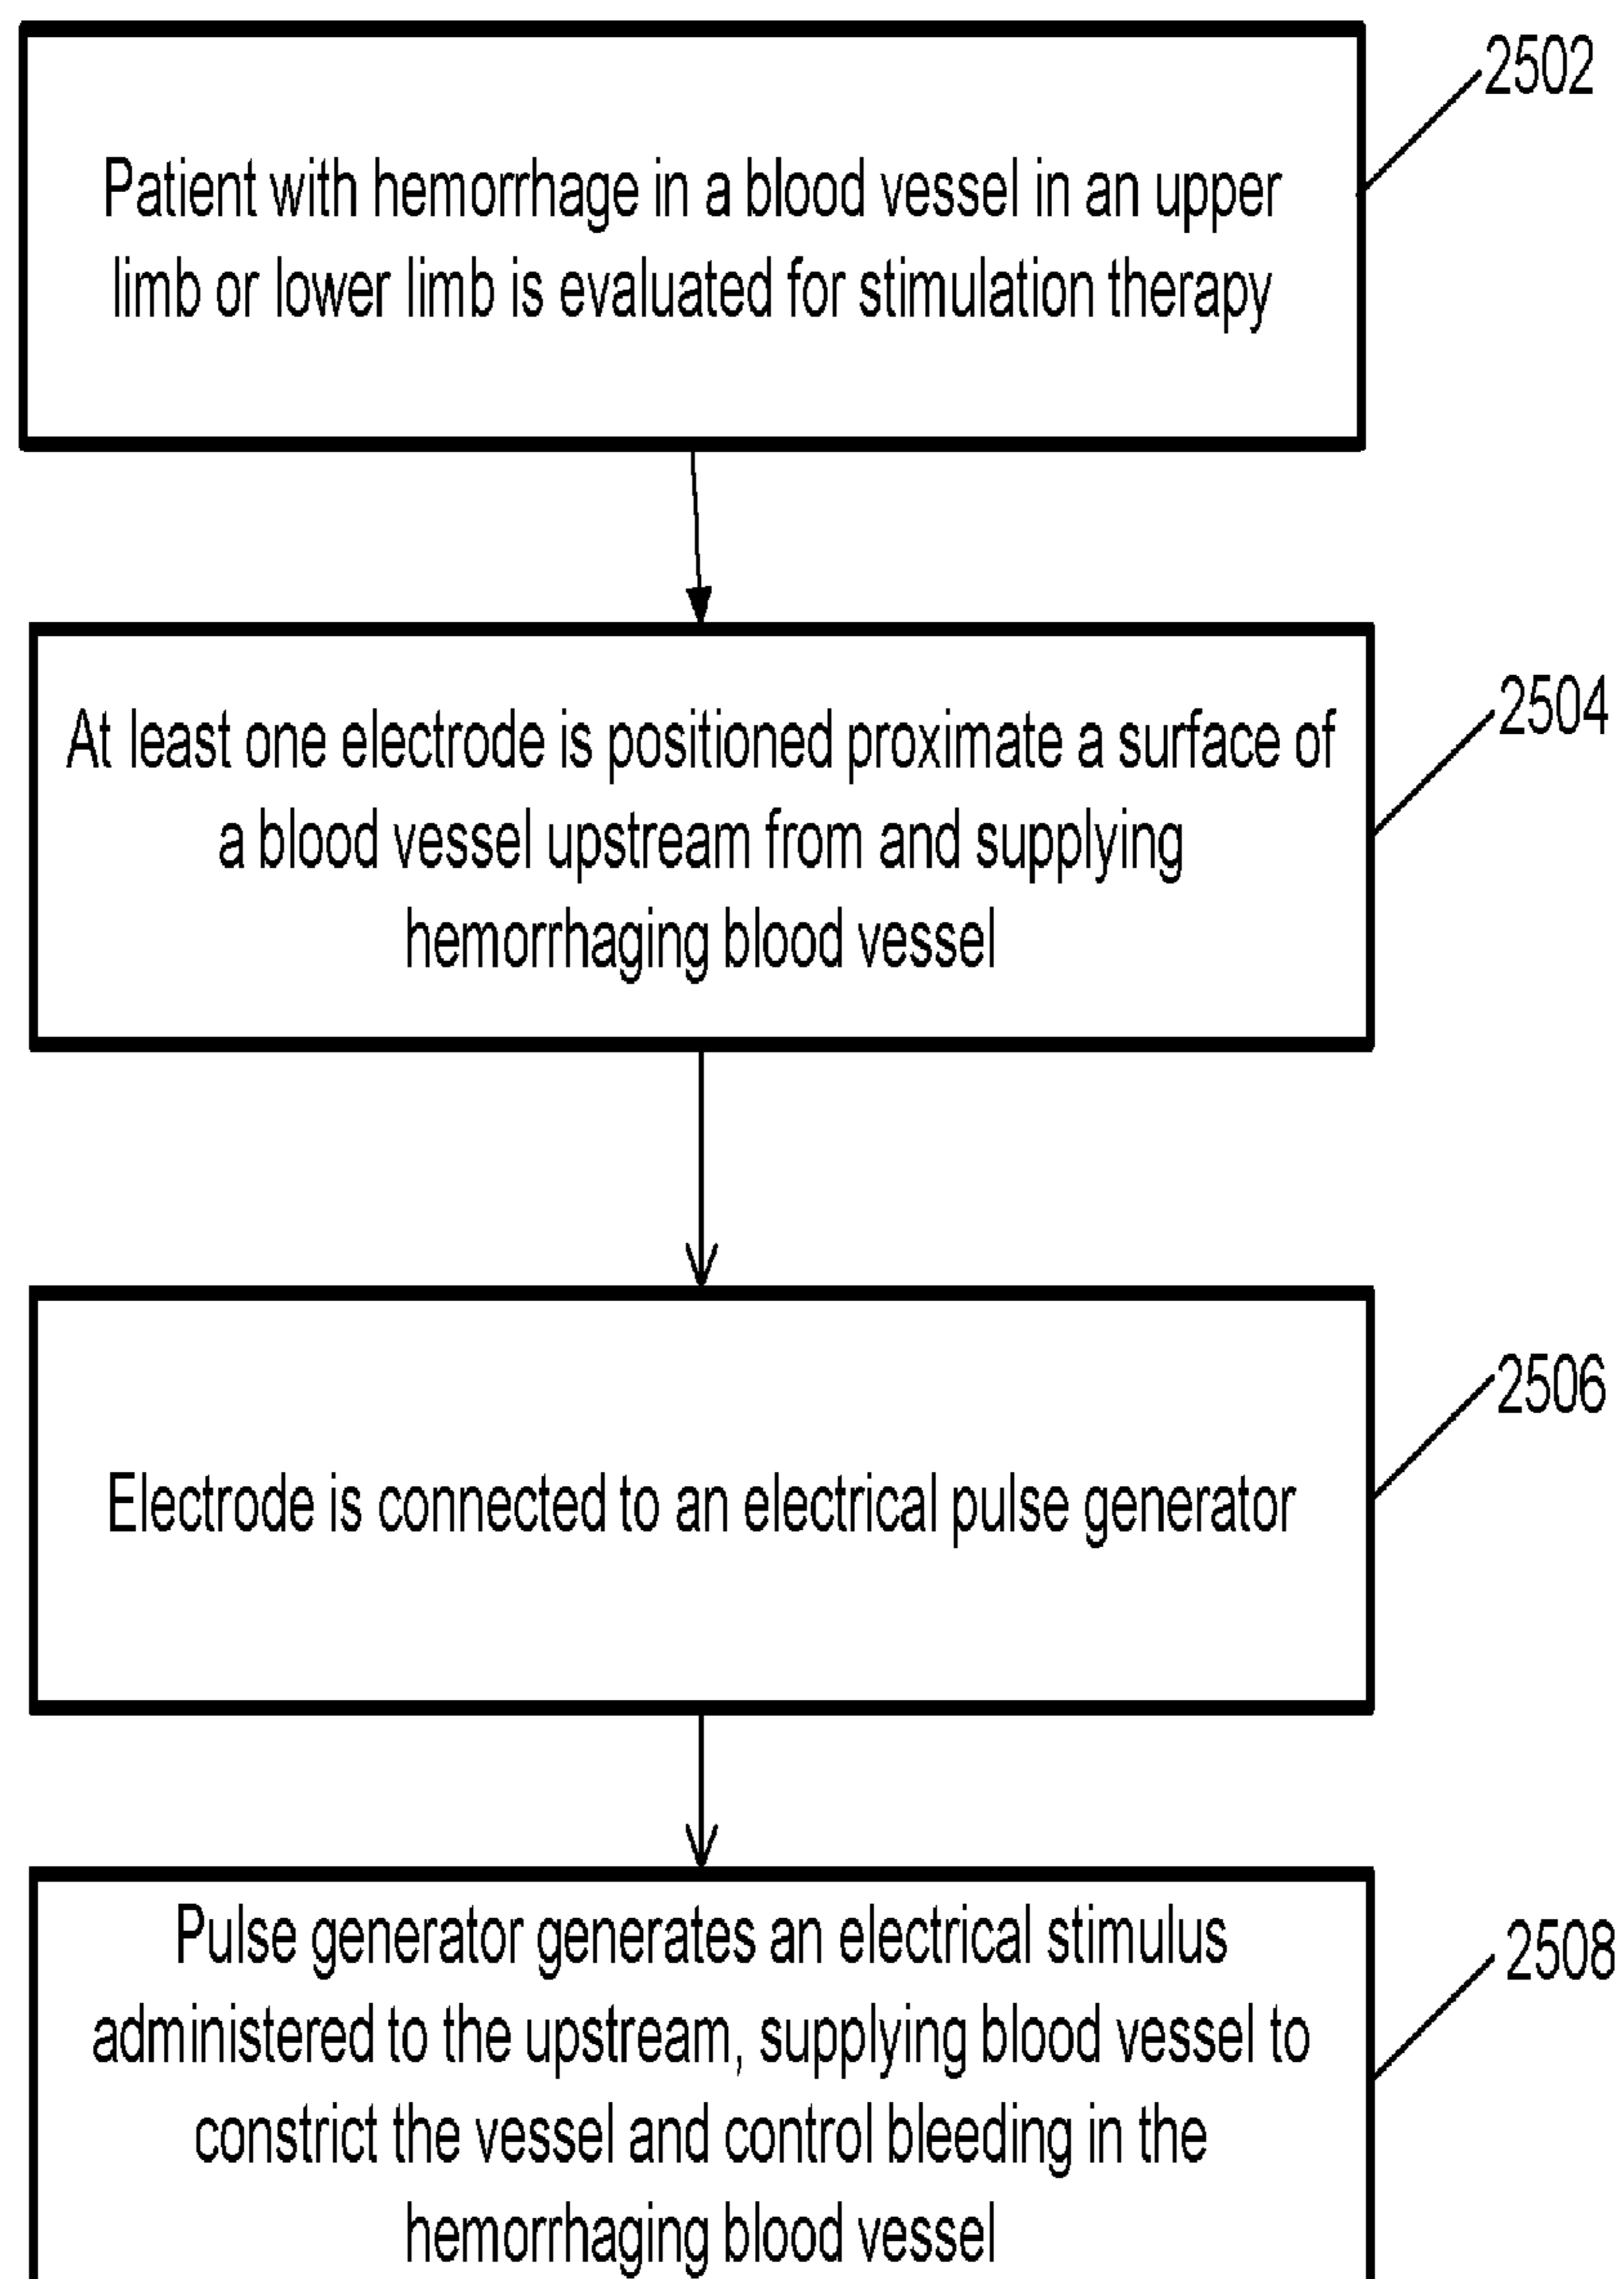 2502
Patient with hemorrhage in a blood vessel in an upper
limb or lower limb is evaluated for stimulation therapy
2504
At least one electrode is positioned proximate a surface of
a blood vessel upstream from and supplying
hemorrhaging blood vessel
2506
Electrode is connected to an electrical pulse generator
2508
Pulse generator generates an electrical stimulus
administered to the upstream, supplying blood vessel to
constrict the vessel and control bleeding in the
hemorrhaging blood vessel